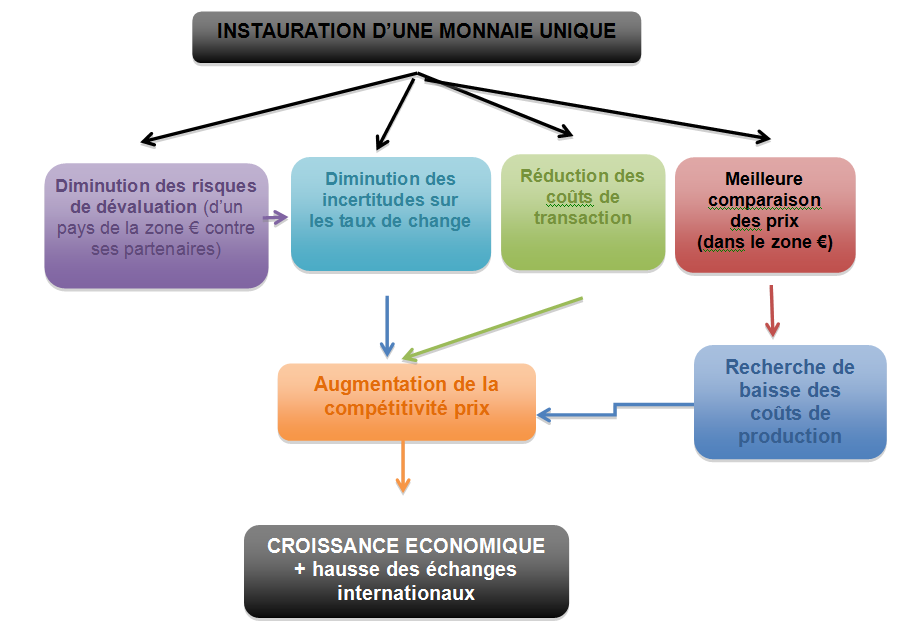 INSTAURATION D’UNE MONNAIE UNIQUE
Diminution des risques
de dévaluation (d’un
pays de la zone € contre
ses partenaires)
Diminution des
incertitudes sur
les taux de change
Réduction des
coûts de
transaction
Meilleure
comparaison
des prix
(dans le zone €)
Augmentation de la
compétitivité prix
Recherche de
baisse des
coûts de
production
CROISSANCE ECONOMIQUE
+ hausse des échanges
internationaux